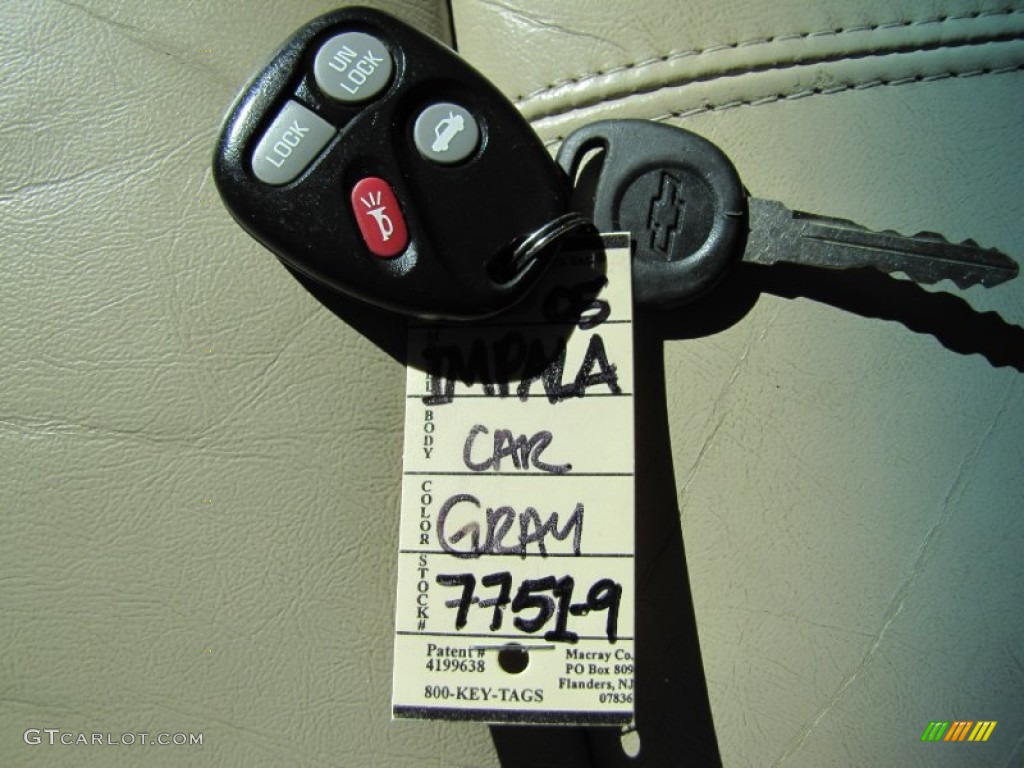 UN
LOCK
LOCK
05
IMPALA
BODY
CAR
COLOR
GRAY
STOCK#
7751-9
Patent #
4199638
800-KEY-TAGS
Macray Co.
PO Box 809
Flanders, NJ
07836
GTCARLOT.COM